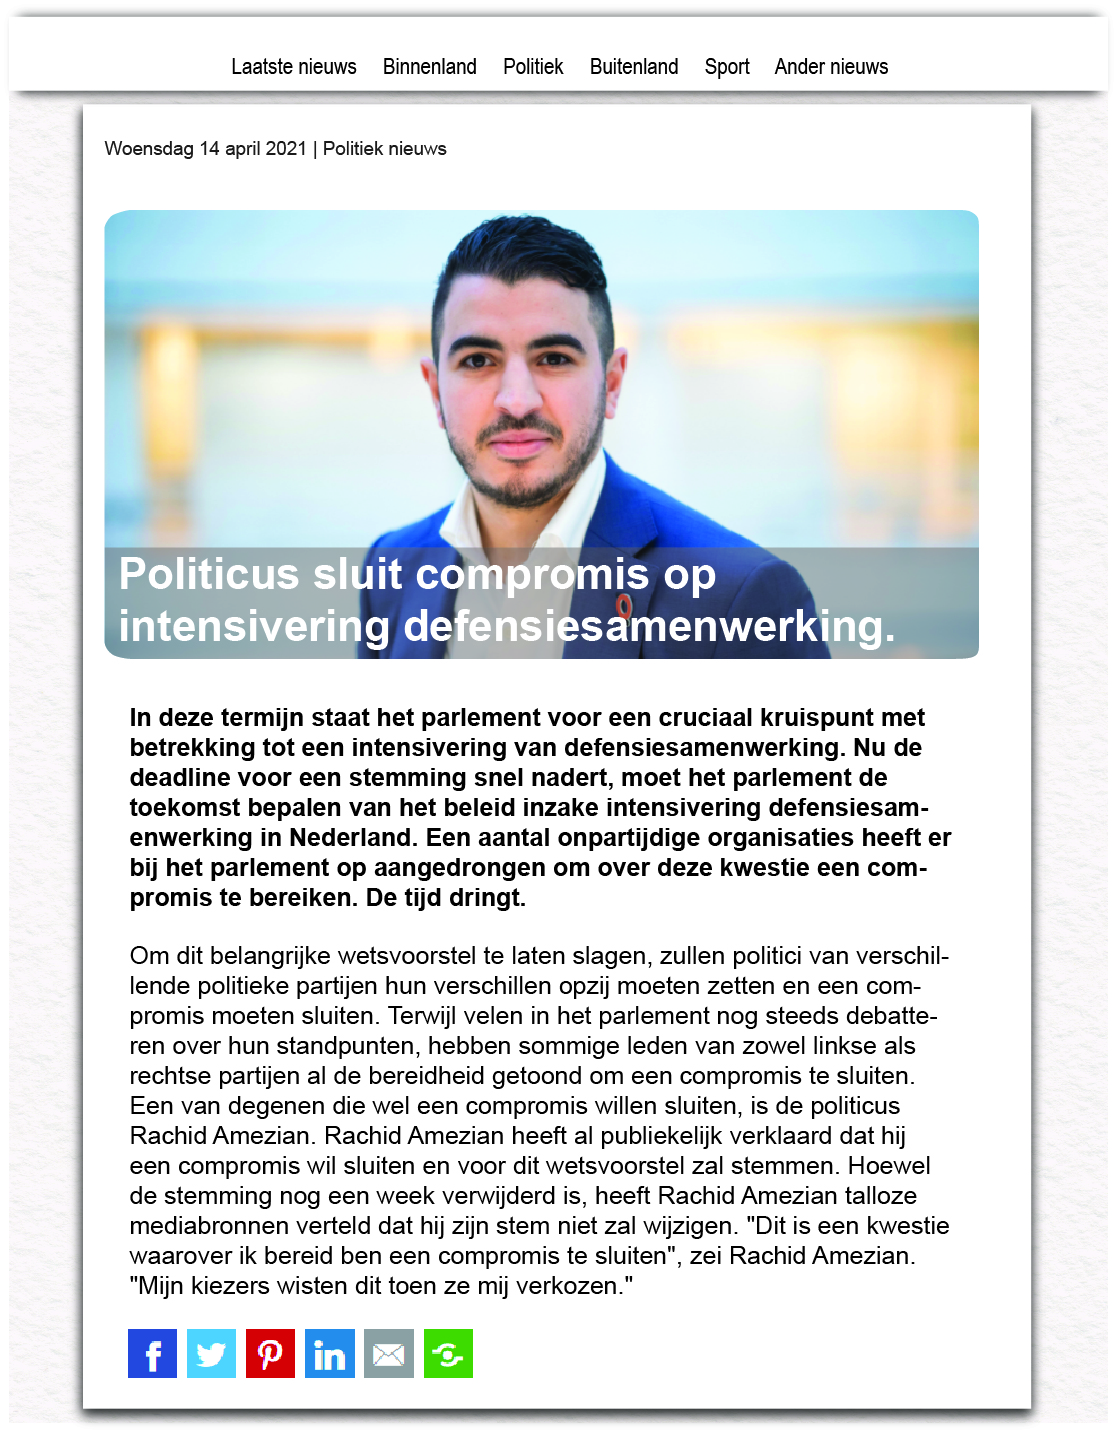 Laatste nieuws Binnenland Politiek Buitenland Sport Ander nieuws
Woensdag 14 april 2021 | Politiek nieuws
Politicus sluit compromis op
intensivering defensiesamenwerking.
In deze termijn staat het parlement voor een cruciaal kruispunt met
betrekking tot een intensivering van defensiesamenwerking. Nu de
deadline voor een stemming snel nadert, moet het parlement de
toekomst bepalen van het beleid inzake intensivering defensiesam-
enwerking in Nederland. Een aantal onpartijdige organisaties heeft er
bij het parlement op aangedrongen om over deze kwestie een com-
promis te bereiken. De tijd dringt.
Om dit belangrijke wetsvoorstel te laten slagen, zullen politici van verschil-
lende politieke partijen hun verschillen opzij moeten zetten en een com-
promis moeten sluiten. Terwijl velen in het parlement nog steeds debatte-
ren over hun standpunten, hebben sommige leden van zowel linkse als
rechtse partijen al de bereidheid getoond om een compromis te sluiten.
Een van degenen die wel een compromis willen sluiten, is de politicus
Rachid Amezian. Rachid Amezian heeft al publiekelijk verklaard dat hij
een compromis wil sluiten en voor dit wetsvoorstel zal stemmen. Hoewel
de stemming nog een week verwijderd is, heeft Rachid Amezian talloze
mediabronnen verteld dat hij zijn stem niet zal wijzigen. "Dit is een kwestie
waarover ik bereid ben een compromis te sluiten", zei Rachid Amezian.
"Mijn kiezers wisten dit toen ze mij verkozen."